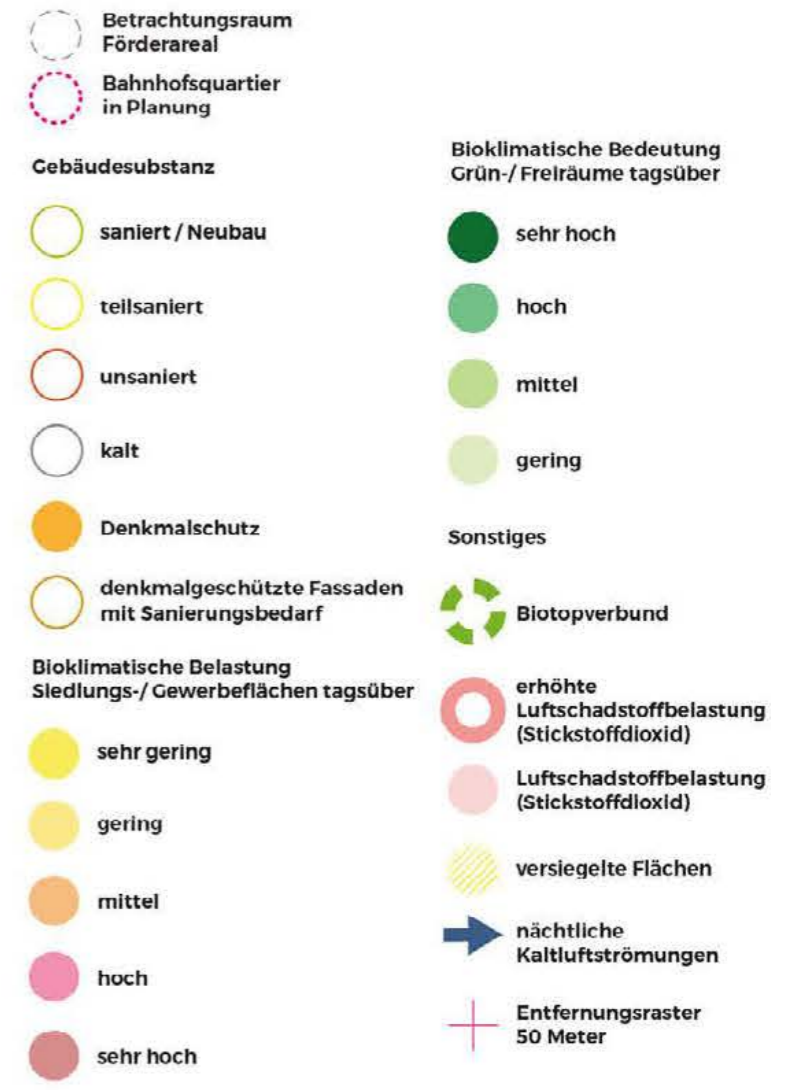 Betrachtungsraum
Förderareal
Bahnhofsquartier
in Planung
Gebäudesubstanz
saniert / Neubau
teilsaniert
unsaniert
kalt
Denkmalschutz
denkmalgeschützte Fassaden
mit Sanierungsbedarf
Bioklimatische Belastung
Siedlungs-/ Gewerbeflächen tagsüber
sehr gering
gering
mittel
hoch
sehr hoch
Bioklimatische Bedeutung
Grün-/ Freiräume tagsüber
sehr hoch
hoch
mittel
gering
Sonstiges
Biotopverbund
erhöhte
Luftschadstoffbelastung
(Stickstoffdioxid)
Luftschadstoffbelastung
(Stickstoffdioxid)
versiegelte Flächen
nächtliche
Kaltluftströmungen
Entfernungsraster
50 Meter